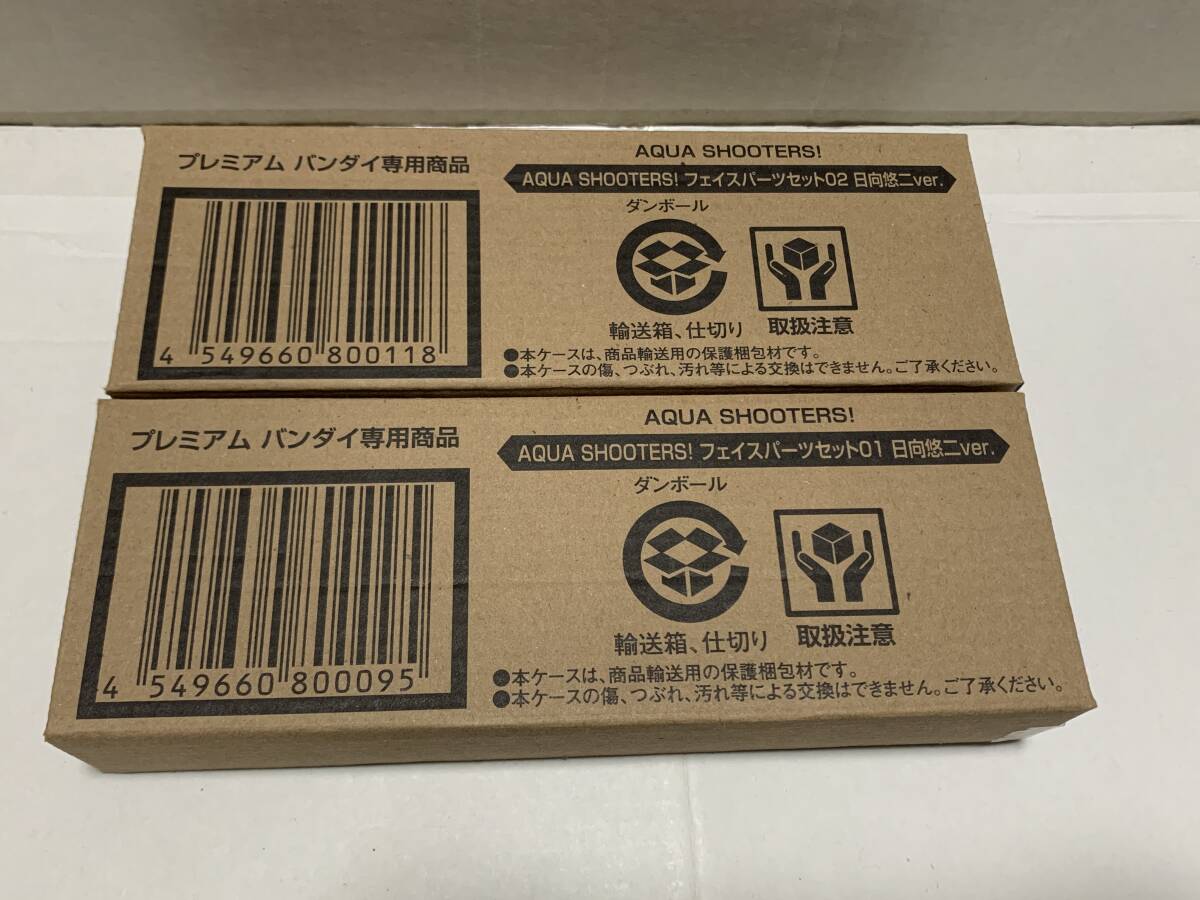 プレミアム バンダイ専用商品
4 549660 800118
AQUA SHOOTERS!
AQUA SHOOTERS! フェイスパーツセット02 日向悠二ver.
ダンボール
輸送箱、仕切り
取扱注意
●本ケースは、商品輸送用の保護梱包材です。
●本ケースの傷、つぶれ、汚れ等による交換はできません。ご了承ください。
プレミアム バンダイ専用商品
4 549660 800095
AQUA SHOOTERS!
AQUA SHOOTERS! フェイスパーツセット01 日向悠二ver.
ダンボール
輸送箱、仕切り
取扱注意
●本ケースは、商品輸送用の保護梱包材です。
●本ケースの傷、つぶれ、汚れ等による交換はできません。ご了承ください。